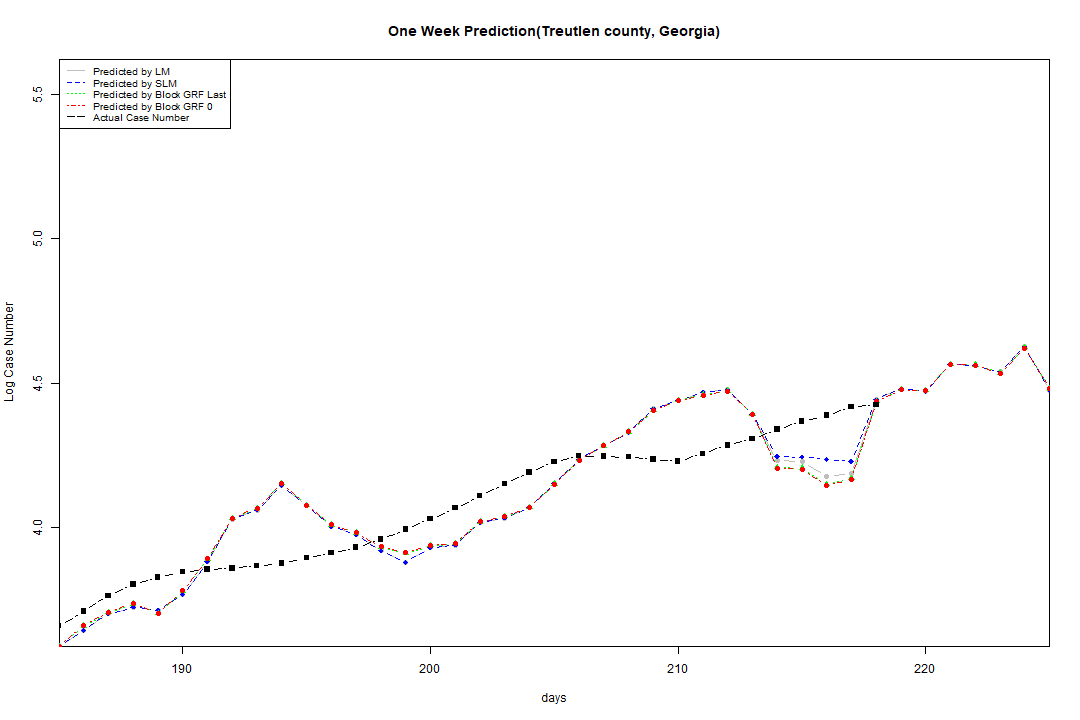 One Week Prediction(Treutlen county, Georgia)
Predicted by LM
Predicted by SLM
Predicted by Block GRF Last
Predicted by Block GRF 0
Actual Case Number
5.5
5.0
4.5
4.0
Log Case Number
190
200
210
220
days